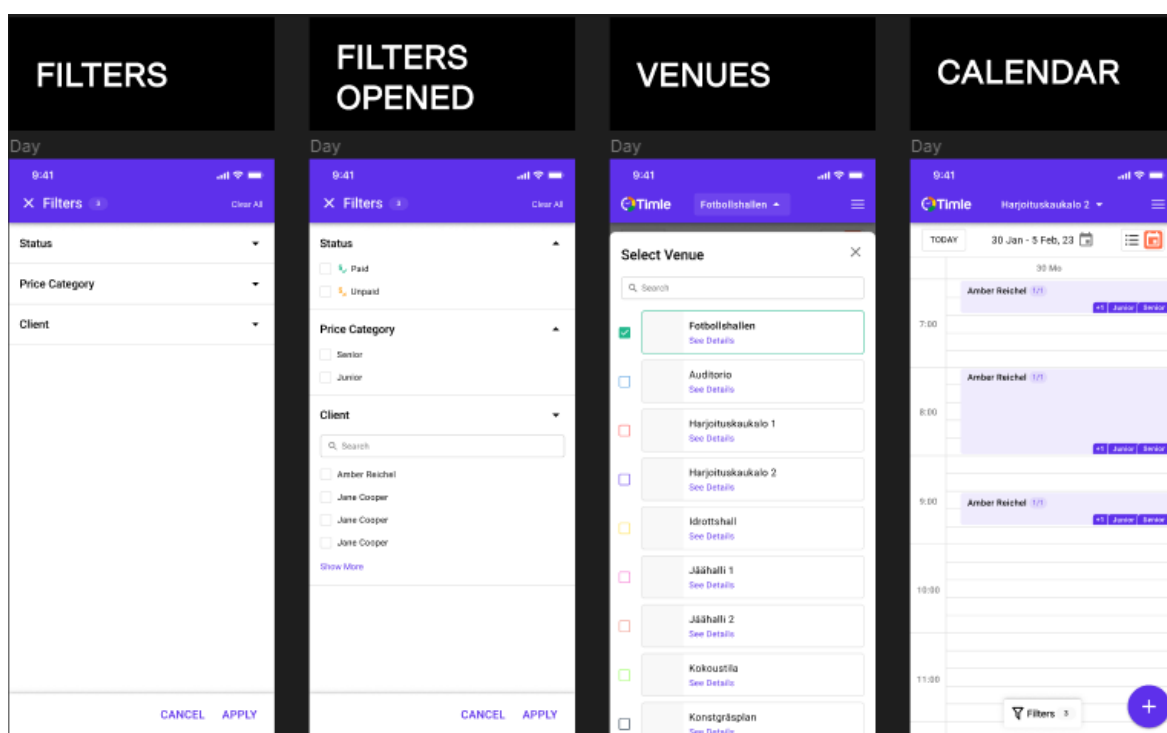 FILTERS
Day
9:41
Filters 3
Clear All
Status
Price Category
Client
CANCEL APPLY
FILTERS
OPENED
Day
9:41
Filters 3
Clear All
Status
Paid
Unpaid
Price Category
Senior
Junior
Client
Search
Amber Reichel
Jane Cooper
Jane Cooper
Jane Cooper
Show More
CANCEL APPLY
VENUES
Day
9:41
Timle
Fotbollshallen
Select Venue
Search
Fotbollshallen
See Details
Auditorio
See Details
Harjoituskaukalo 1
See Details
Harjoituskaukalo 2
See Details
Idrottshall
See Details
Jäähalli 1
See Details
Jäähalli 2
See Details
Kokoustila
See Details
Konstgräsplan
See Details
CALENDAR
Day
9:41
Timle
Harjoituskaukalo 2
TODAY
30 Jan - 5 Feb, 23
30 Mo
Amber Reichel 1/1
+1 Junior Senior
7:00
Amber Reichel 1/1
8:00
+1 Junior Senior
9:00
Amber Reichel 1/1
+1 Junior Senior
10:00
11:00
Filters 3